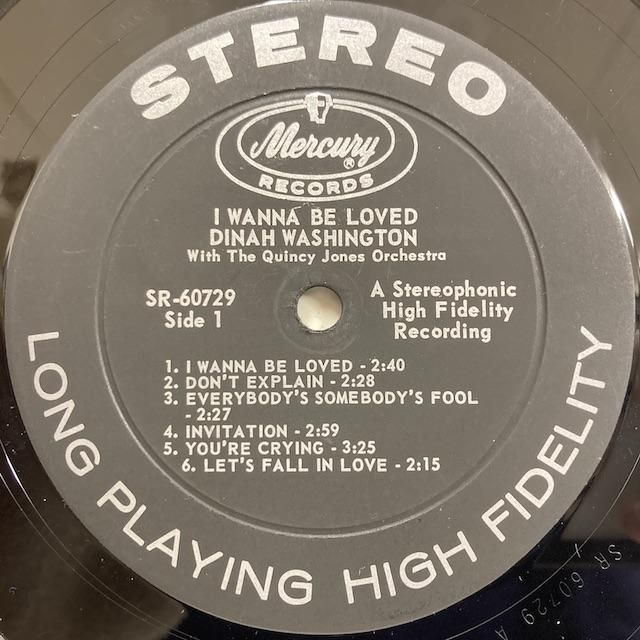 STEREO
Mercury®
RECORDS
I WANNA BE LOVED
DINAH WASHINGTON
With The Quincy Jones Orchestra
SR-60729
Side 1
A Stereophonic
High Fidelity
Recording
1. I WANNA BE LOVED - 2:40
2. DON'T EXPLAIN - 2:28
3. EVERYBODY'S SOMEBODY'S FOOL
- 2:27
4. INVITATION - 2:59
5. YOU'RE CRYING - 3:25
6. LET'S FALL IN LOVE - 2:15
LONG PLAYING HIGH FIDELITY
SR 60729 A